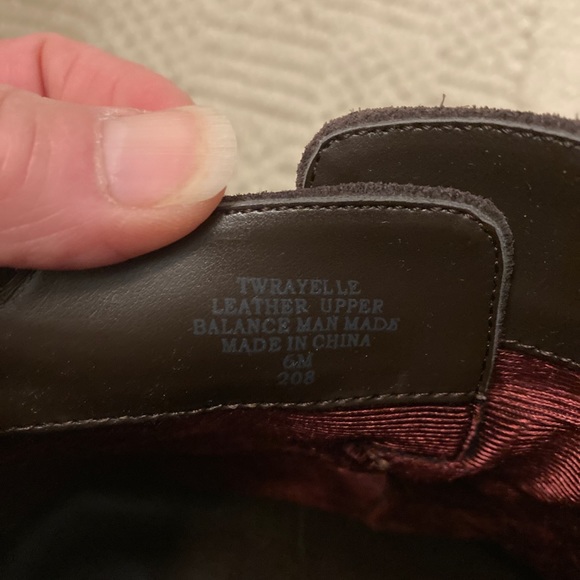 TWRAYELLE
LEATHER UPPER
BALANCE MAN MADE
MADE IN CHINA
6M
208